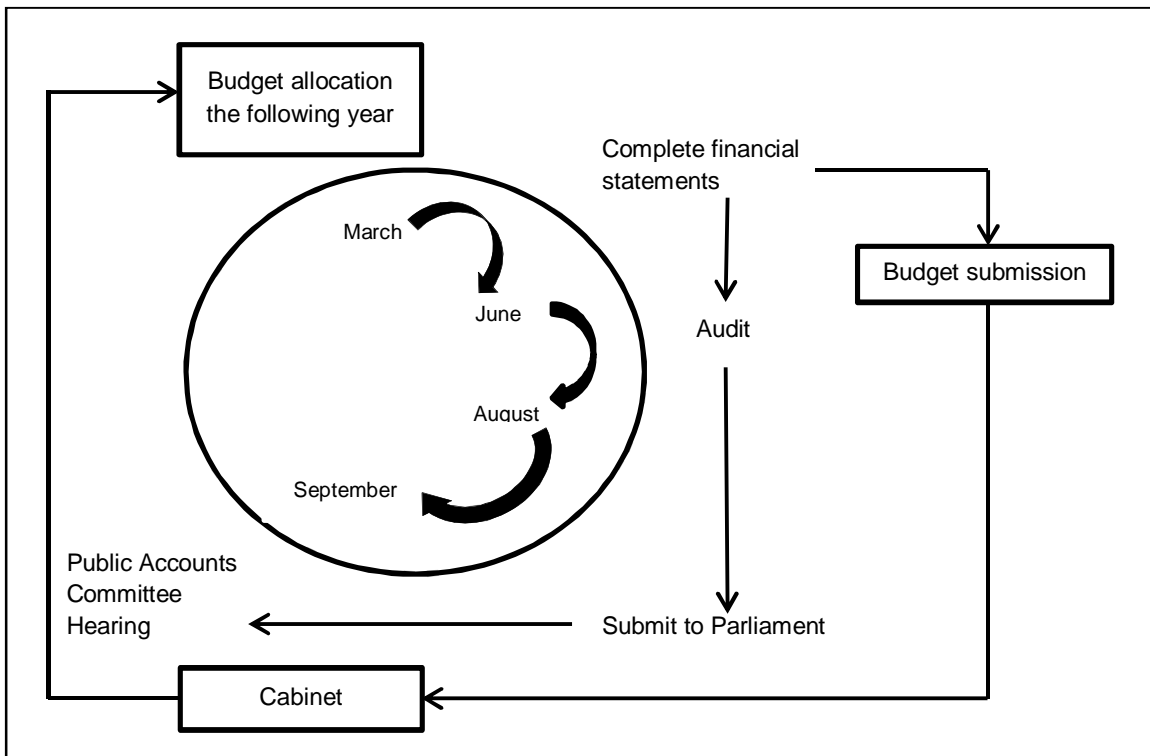 Budget allocation
the following year
Complete financial
statements
March
Budget submission
June
Audit
August
September
Public Accounts
Committee
Hearing
Submit to Parliament
Cabinet